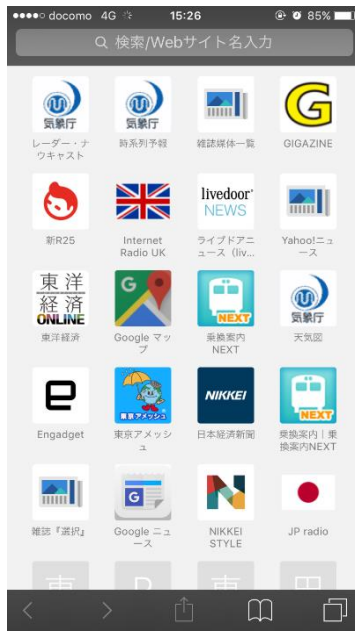 docomo 4G 15:26 85%
検索/Webサイト名入力
気象庁 気象庁 G
レーダー・ナ
ウキャスト
時系列予報
雑誌媒体一覧
GIGAZINE
livedoor
NEWS
新R25
Internet
Radio UK
ライブドアニ
ュース（liv...
Yahoo!ニュ
ース
東洋
経済
ONLINE
G
NEXT
気象庁
東洋経済
Google マッ
プ
乗換案内
NEXT
天気図
e
東京アメッシュ
NIKKEI
NEXT
Engadget
東京アメッシ
ュ
日本経済新聞
乗換案内｜乗
換案内NEXT
G
N
雑誌『選択』
Google ニュ
ース
NIKKEI
STYLE
JP radio
東 D 東 田